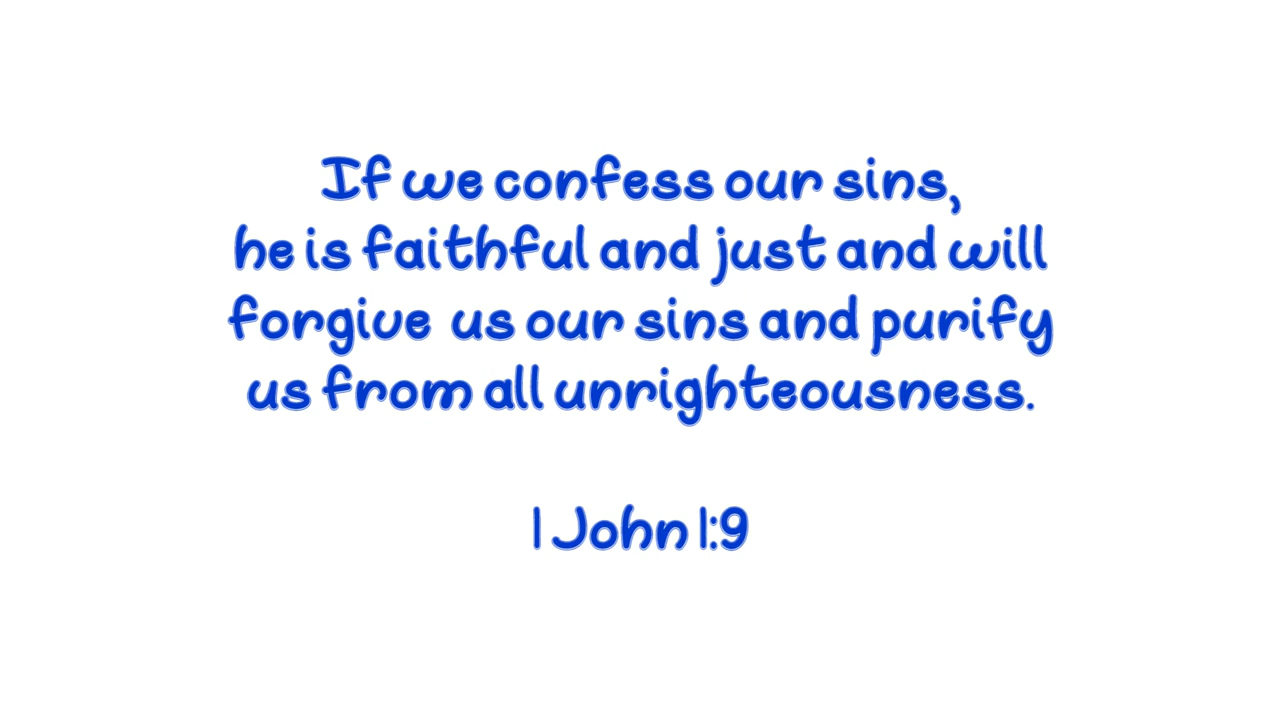 If we confess our sins,
he is faithful and just and will
forgive us our sins and purify
us from all unrighteousness.
1 John 1:9